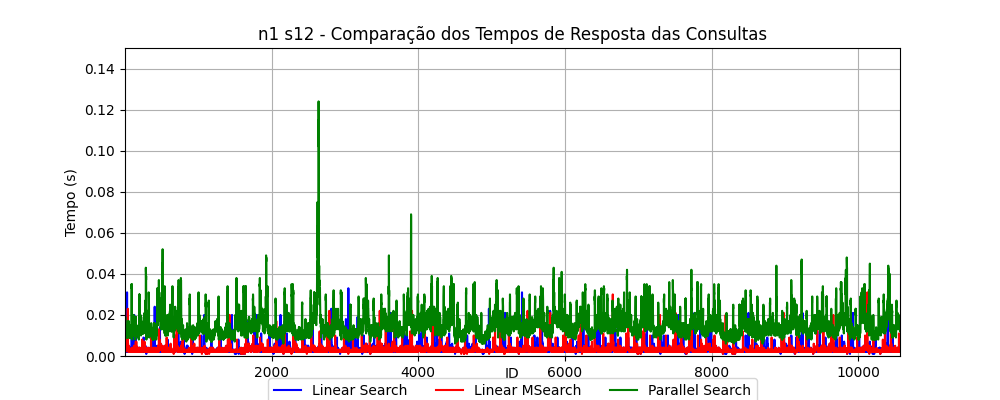 n1 s12 - Comparação dos Tempos de Resposta das Consultas
0.14
0.12
0.10
0.08
0.06
0.04
0.02
0.00
Tempo (s)
2000 4000 6000 8000 10000
ID
Linear Search Linear MSearch Parallel Search